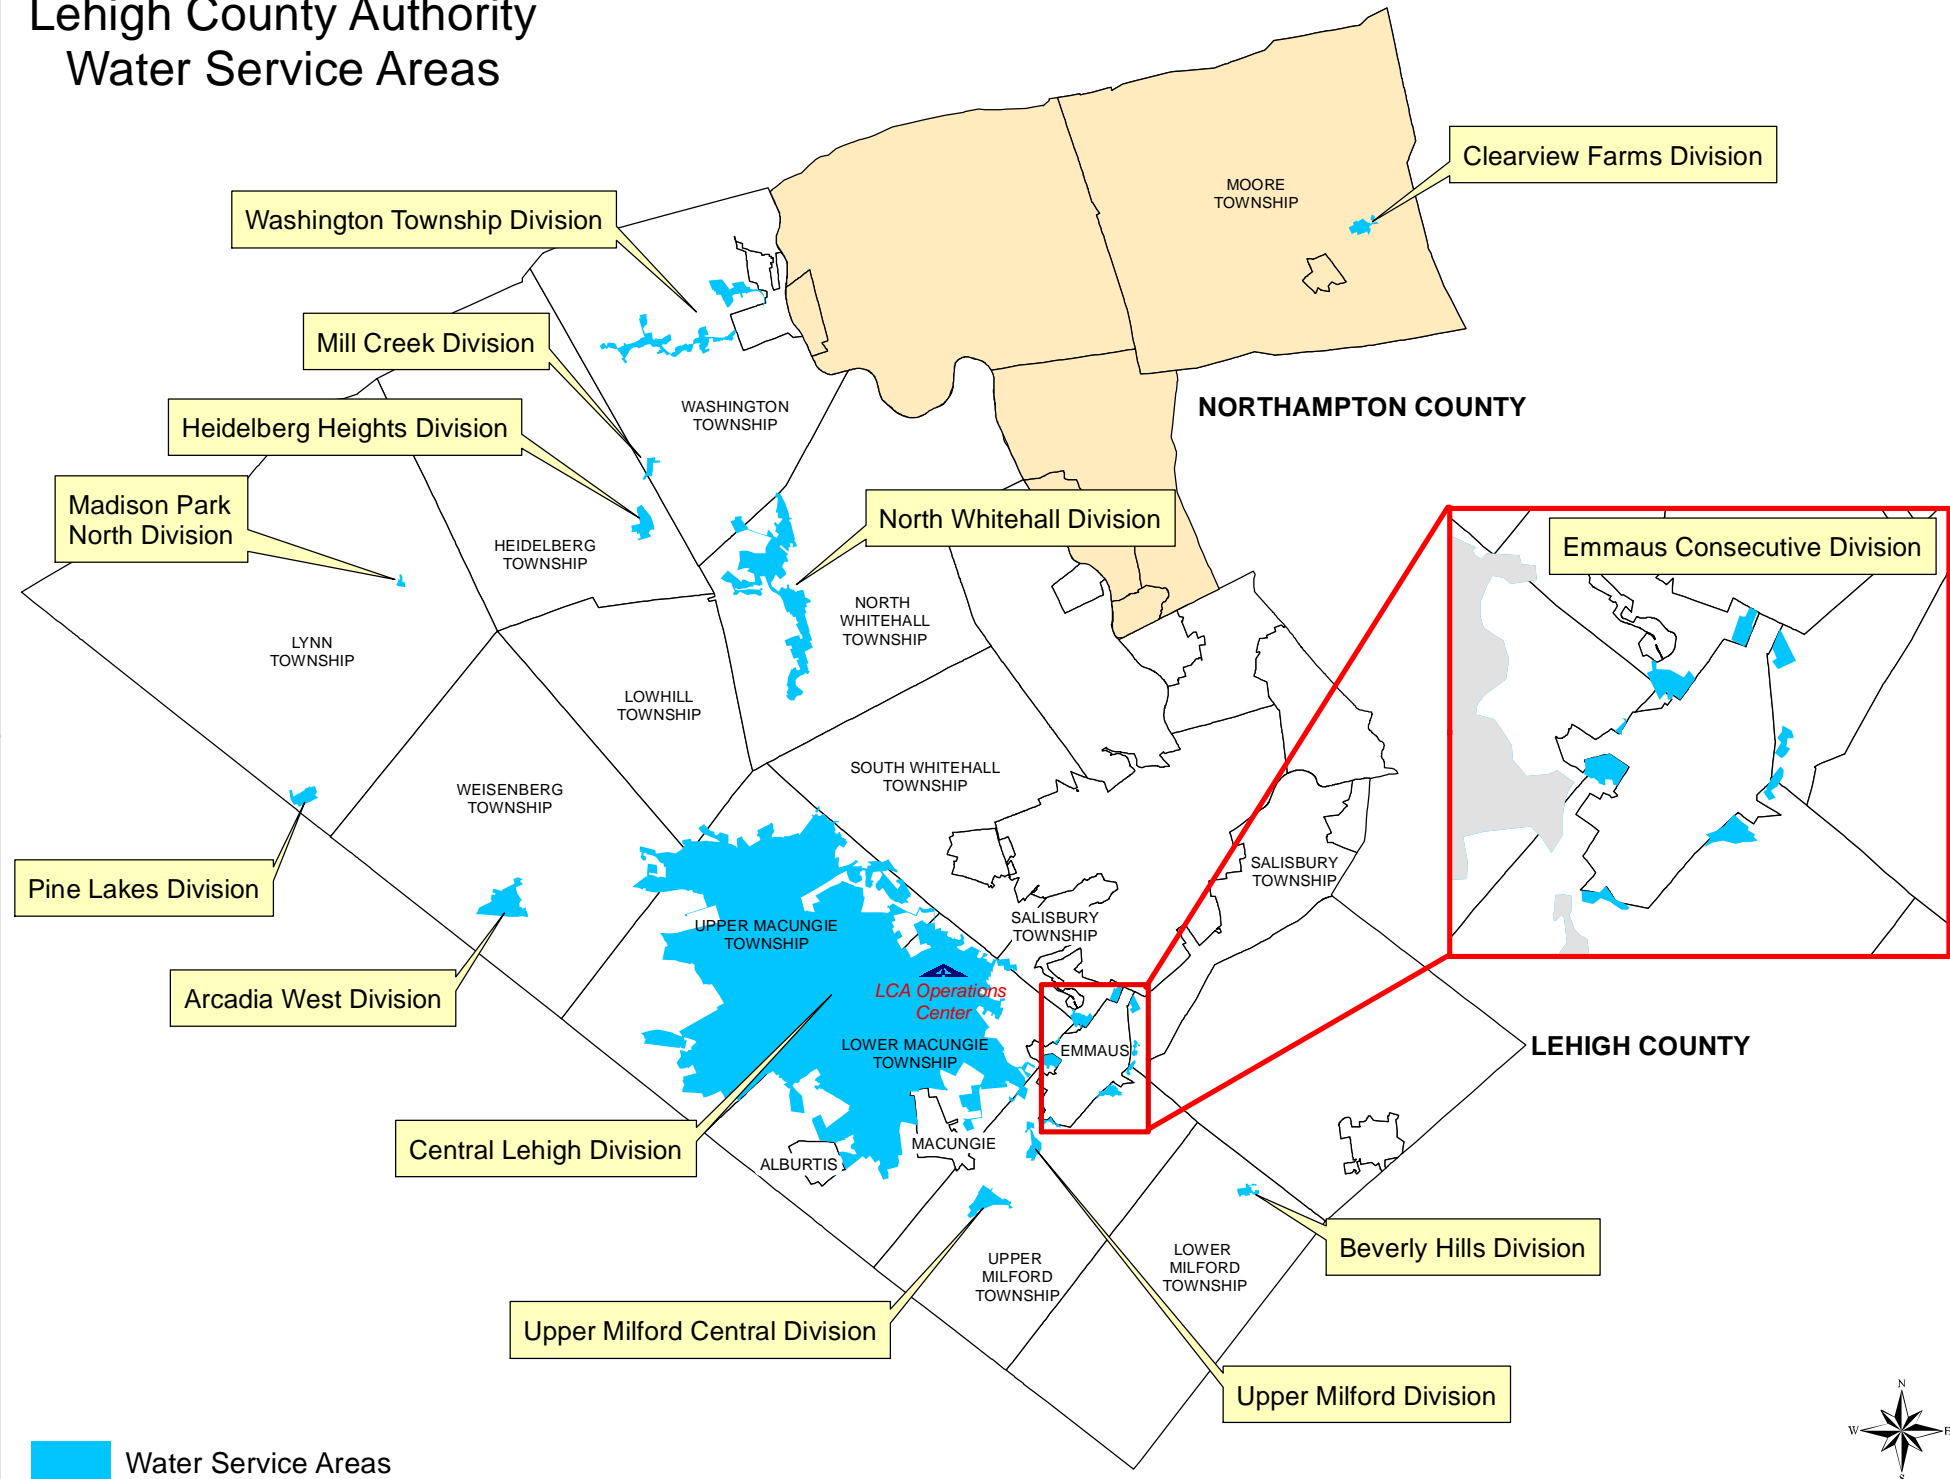 Lehigh County Authority
Water Service Areas
Clearview Farms Division
MOORE
TOWNSHIP
Washington Township Division
Mill Creek Division
WASHINGTON
TOWNSHIP
NORTHAMPTON COUNTY
Heidelberg Heights Division
Madison Park
North Division
North Whitehall Division
Emmaus Consecutive Division
HEIDELBERG
TOWNSHIP
NORTH
WHITEHALL
TOWNSHIP
LYNN
TOWNSHIP
LOWHILL
TOWNSHIP
SOUTH WHITEHALL
TOWNSHIP
WEISENBERG
TOWNSHIP
SALISBURY
TOWNSHIP
Pine Lakes Division
SALISBURY
TOWNSHIP
UPPER MACUNGIE
TOWNSHIP
Arcadia West Division
LCA Operations
Center
LOWER MACUNGIE
TOWNSHIP
EMMAUS
LEHIGH COUNTY
Central Lehigh Division
MACUNGIE
ALBURTIS
Beverly Hills Division
UPPER
MILFORD
TOWNSHIP
LOWER
MILFORD
TOWNSHIP
Upper Milford Central Division
Upper Milford Division
N
W
E
S
Water Service Areas